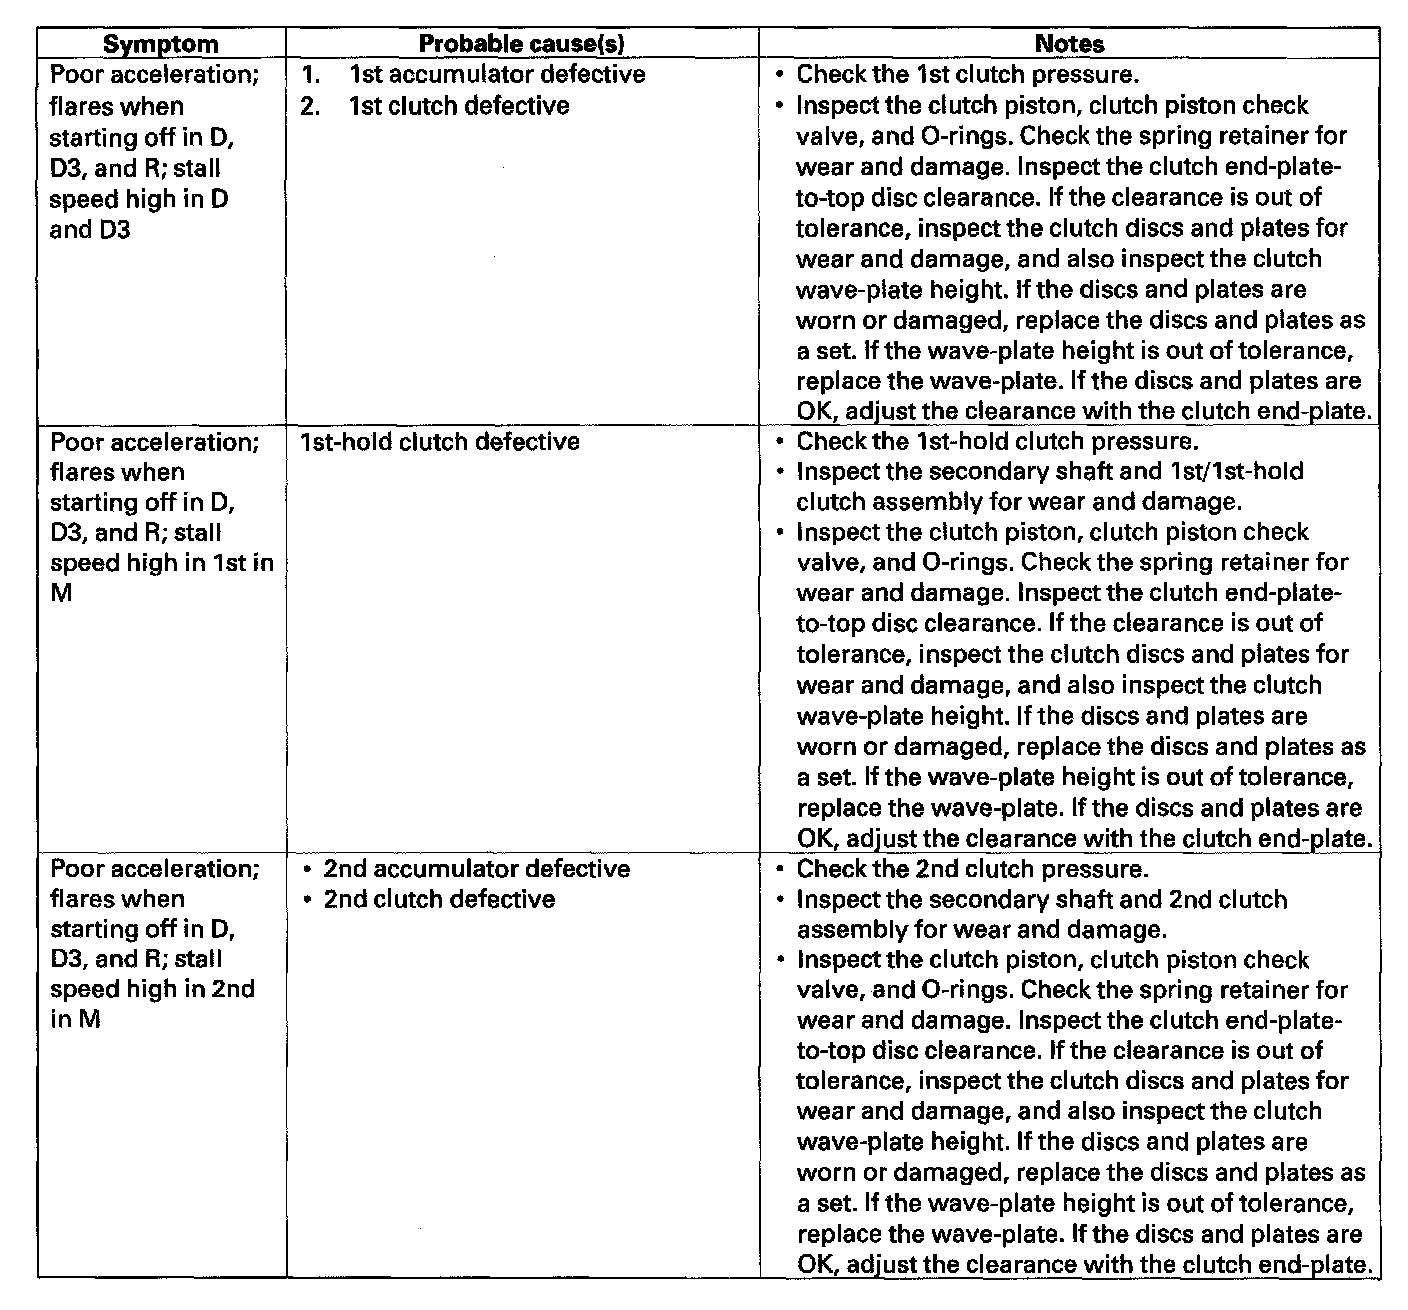 Symptom Probable cause(s) Notes
Poor acceleration;
flares when
starting off in D,
D3, and R; stall
speed high in D
and D3
1. 1st accumulator defective
2. 1st clutch defective
• Check the 1st clutch pressure.
• Inspect the clutch piston, clutch piston check
valve, and O-rings. Check the spring retainer for
wear and damage. Inspect the clutch end-plate-
to-top disc clearance. If the clearance is out of
tolerance, inspect the clutch discs and plates for
wear and damage, and also inspect the clutch
wave-plate height. If the discs and plates are
worn or damaged, replace the discs and plates as
a set. If the wave-plate height is out of tolerance,
replace the wave-plate. If the discs and plates are
OK, adjust the clearance with the clutch end-plate.
Poor acceleration;
flares when
starting off in D,
D3, and R; stall
speed high in 1st in
M
1st-hold clutch defective
• Check the 1st-hold clutch pressure.
• Inspect the secondary shaft and 1st/1st-hold
clutch assembly for wear and damage.
• Inspect the clutch piston, clutch piston check
valve, and O-rings. Check the spring retainer for
wear and damage. Inspect the clutch end-plate-
to-top disc clearance. If the clearance is out of
tolerance, inspect the clutch discs and plates for
wear and damage, and also inspect the clutch
wave-plate height. If the discs and plates are
worn or damaged, replace the discs and plates as
a set. If the wave-plate height is out of tolerance,
replace the wave-plate. If the discs and plates are
OK, adjust the clearance with the clutch end-plate.
Poor acceleration;
flares when
starting off in D,
D3, and R; stall
speed high in 2nd
in M
• 2nd accumulator defective
• 2nd clutch defective
• Check the 2nd clutch pressure.
• Inspect the secondary shaft and 2nd clutch
assembly for wear and damage.
• Inspect the clutch piston, clutch piston check
valve, and O-rings. Check the spring retainer for
wear and damage. Inspect the clutch end-plate-
to-top disc clearance. If the clearance is out of
tolerance, inspect the clutch discs and plates for
wear and damage, and also inspect the clutch
wave-plate height. If the discs and plates are
worn or damaged, replace the discs and plates as
a set. If the wave-plate height is out of tolerance,
replace the wave-plate. If the discs and plates are
OK, adjust the clearance with the clutch end-plate.